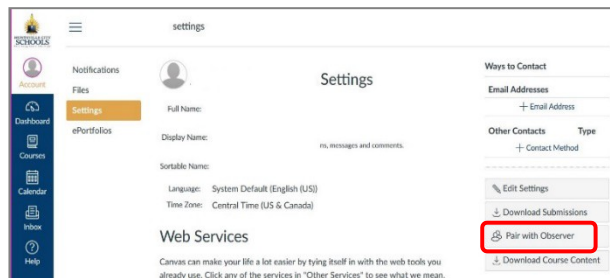 SCHOOLS
Account
Dashboard
Courses
Calendar
Inbox
Help
settings
Notifications
Files
Settings
ePortfolios
Settings
Full Name:
Display Name:
ns, messages and comments.
Sortable Name:
Language: System Default (English (US))
Time Zone: Central Time (US & Canada)
Web Services
Canvas can make your life a lot easier by tying itself in with the web tools you
already use. Click any of the services in "Other Services" to see what we mean.
Ways to Contact
Email Addresses
+ Email Address
Other Contacts Type
+ Contact Method
Edit Settings
Download Submissions
Pair with Observer
Download Course Content